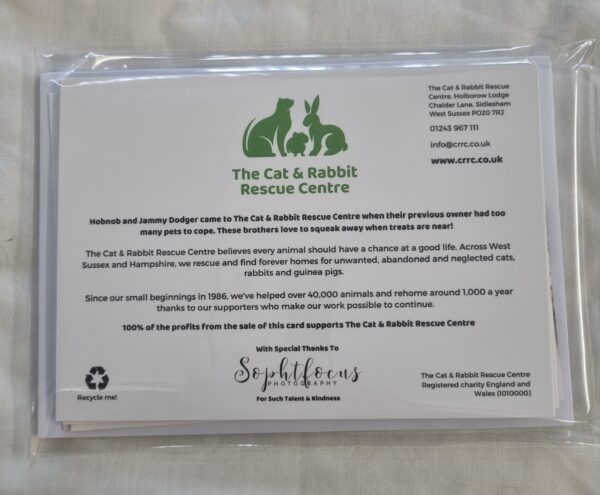 The Cat & Rabbit Rescue
Centre, Holborow Lodge
Chalder Lane, Sidlesham
West Sussex PO20 7RJ
01243 967 111
info@crrc.co.uk
www.crrc.co.uk
The Cat & Rabbit
Rescue Centre
Hobnob and Jammy Dodger came to The Cat & Rabbit Rescue Centre when their previous owner had too
many pets to cope. These brothers love to squeak away when treats are near!
The Cat & Rabbit Rescue Centre believes every animal should have a chance at a good life. Across West
Sussex and Hampshire, we rescue and find forever homes for unwanted, abandoned and neglected cats,
rabbits and guinea pigs.
Since our small beginnings in 1986, we've helped over 40,000 animals and rehome around 1,000 a year
thanks to our supporters who make our work possible to continue.
100% of the profits from the sale of this card supports The Cat & Rabbit Rescue Centre
With Special Thanks To
Sophtfocus
PHOTOGRAPHY
For Such Talent & Kindness
Recycle me!
The Cat & Rabbit Rescue Centre
Registered charity England and
Wales (1010000)